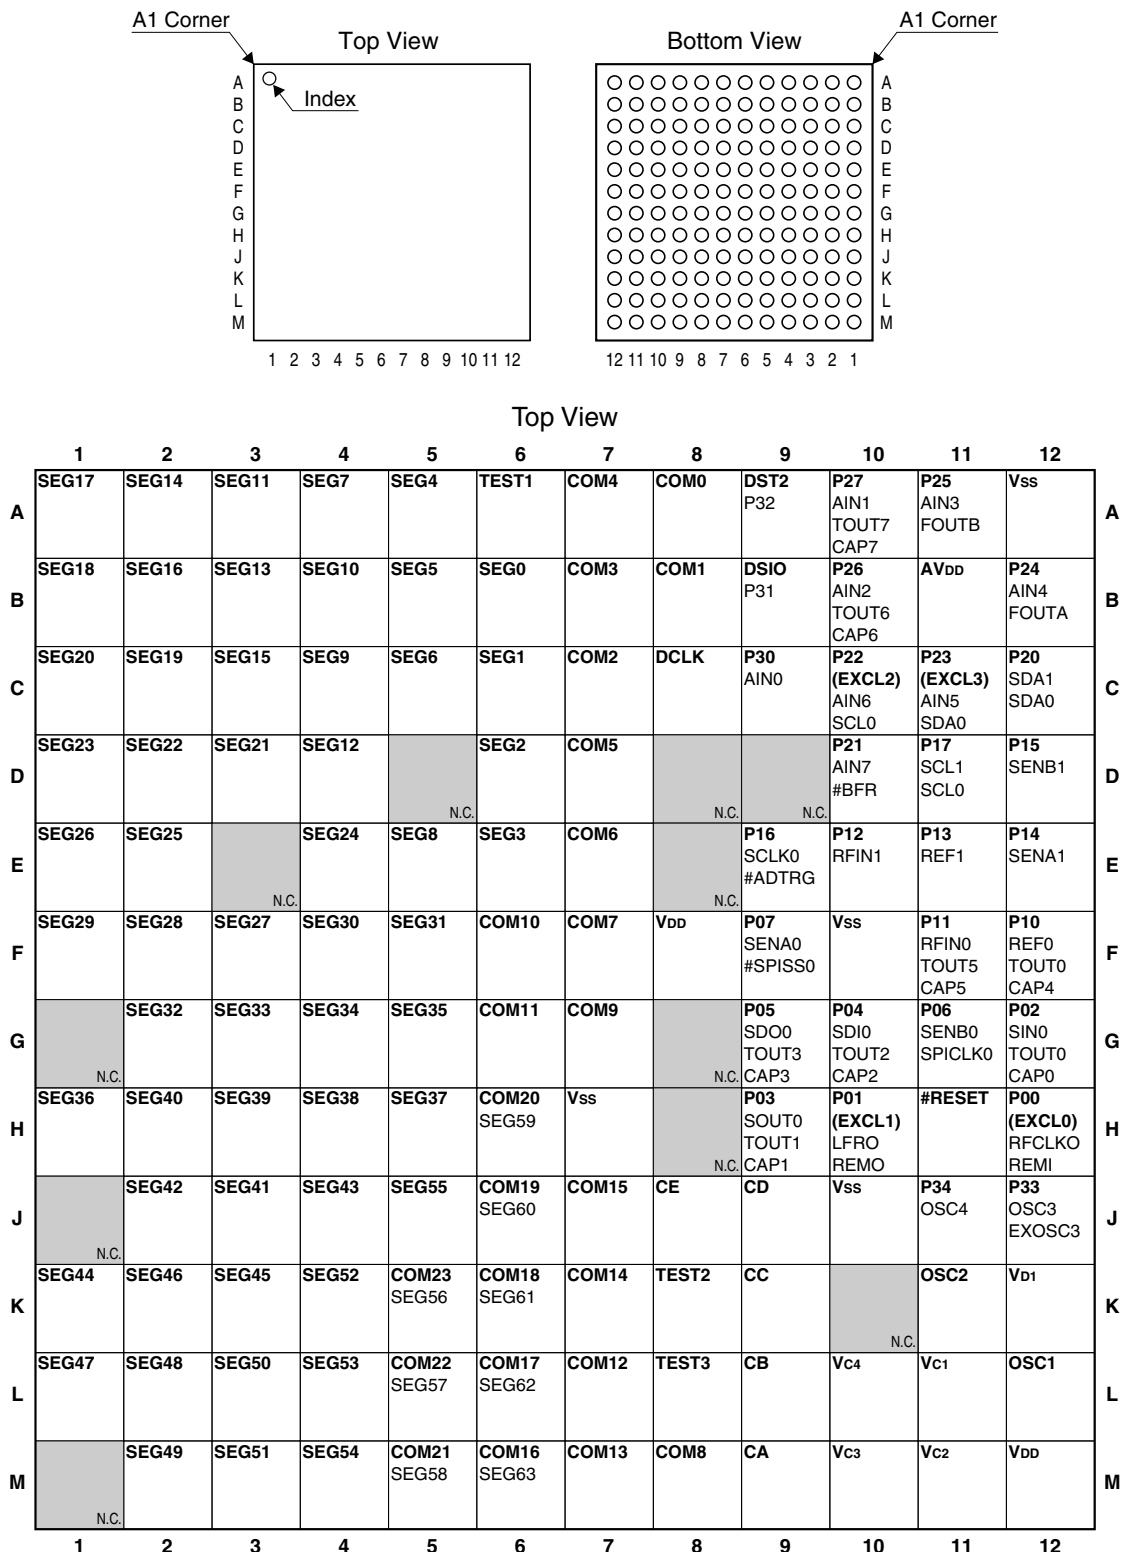 A1 Corner
A1 Corner
Top View
Bottom View
Index
A A
B B
C C
D D
E E
F F
G G
H H
J J
K K
L L
M M
1 2 3 4 5 6 7 8 9 10 11 12
12 11 10 9 8 7 6 5 4 3 2 1
Top View
1 2 3 4 5 6 7 8 9 10 11 12
SEG17 SEG14 SEG11 SEG7 SEG4 TEST1 COM4 COM0 DST2 P27 P25 VSS
P32 AIN1 AIN3
A TOUT7 FOUTB A
CAP7
SEG18 SEG16 SEG13 SEG10 SEG5 SEG0 COM3 COM1 DSIO P26 AVDD P24
P31 AIN2 AIN4
B TOUT6 FOUTA B
CAP6
SEG20 SEG19 SEG15 SEG9 SEG6 SEG1 COM2 DCLK P30 P22 P23 P20
AIN0 (EXCL2) (EXCL3) SDA1
C AIN6 AIN5 SDA0 C
SCL0 SDA0
SEG23 SEG22 SEG21 SEG12 SEG2 COM5 P21 P17 P15
AIN7 SCL1 SENB1
D #BFR SCL0 D
N.C. N.C. N.C.
SEG26 SEG25 SEG24 SEG8 SEG3 COM6 P16 P12 P13 P14
SCLK0 RFIN1 REF1 SENA1
E #ADTRG E
N.C. N.C.
SEG29 SEG28 SEG27 SEG30 SEG31 COM10 COM7 VDD P07 VSS P11 P10
SENA0 RFIN0 REF0
F #SPISS0 TOUT5 TOUT0 F
CAP5 CAP4
SEG32 SEG33 SEG34 SEG35 COM11 COM9 P05 P04 P06 P02
SDO0 SDI0 SENB0 SIN0
G TOUT3 TOUT2 SPICLK0 TOUT0 G
N.C. N.C. CAP3 CAP2 CAP0
SEG36 SEG40 SEG39 SEG38 SEG37 COM20 VSS P03 P01 #RESET P00
SEG59 SOUT0 (EXCL1) (EXCL0)
H TOUT1 LFRO RFCLKO H
N.C. CAP1 REMO REMI
SEG42 SEG41 SEG43 SEG55 COM19 COM15 CE CD VSS P34 P33
SEG60 OSC4 OSC3
J EXOSC3 J
N.C.
SEG44 SEG46 SEG45 SEG52 COM23 COM18 COM14 TEST2 CC OSC2 VD1
SEG56 SEG61
K K
N.C.
SEG47 SEG48 SEG50 SEG53 COM22 COM17 COM12 TEST3 CB VC4 VC1 OSC1
SEG57 SEG62
L L
SEG49 SEG51 SEG54 COM21 COM16 COM13 COM8 CA VC3 VC2 VDD
SEG58 SEG63
M M
N.C.
1 2 3 4 5 6 7 8 9 10 11 12